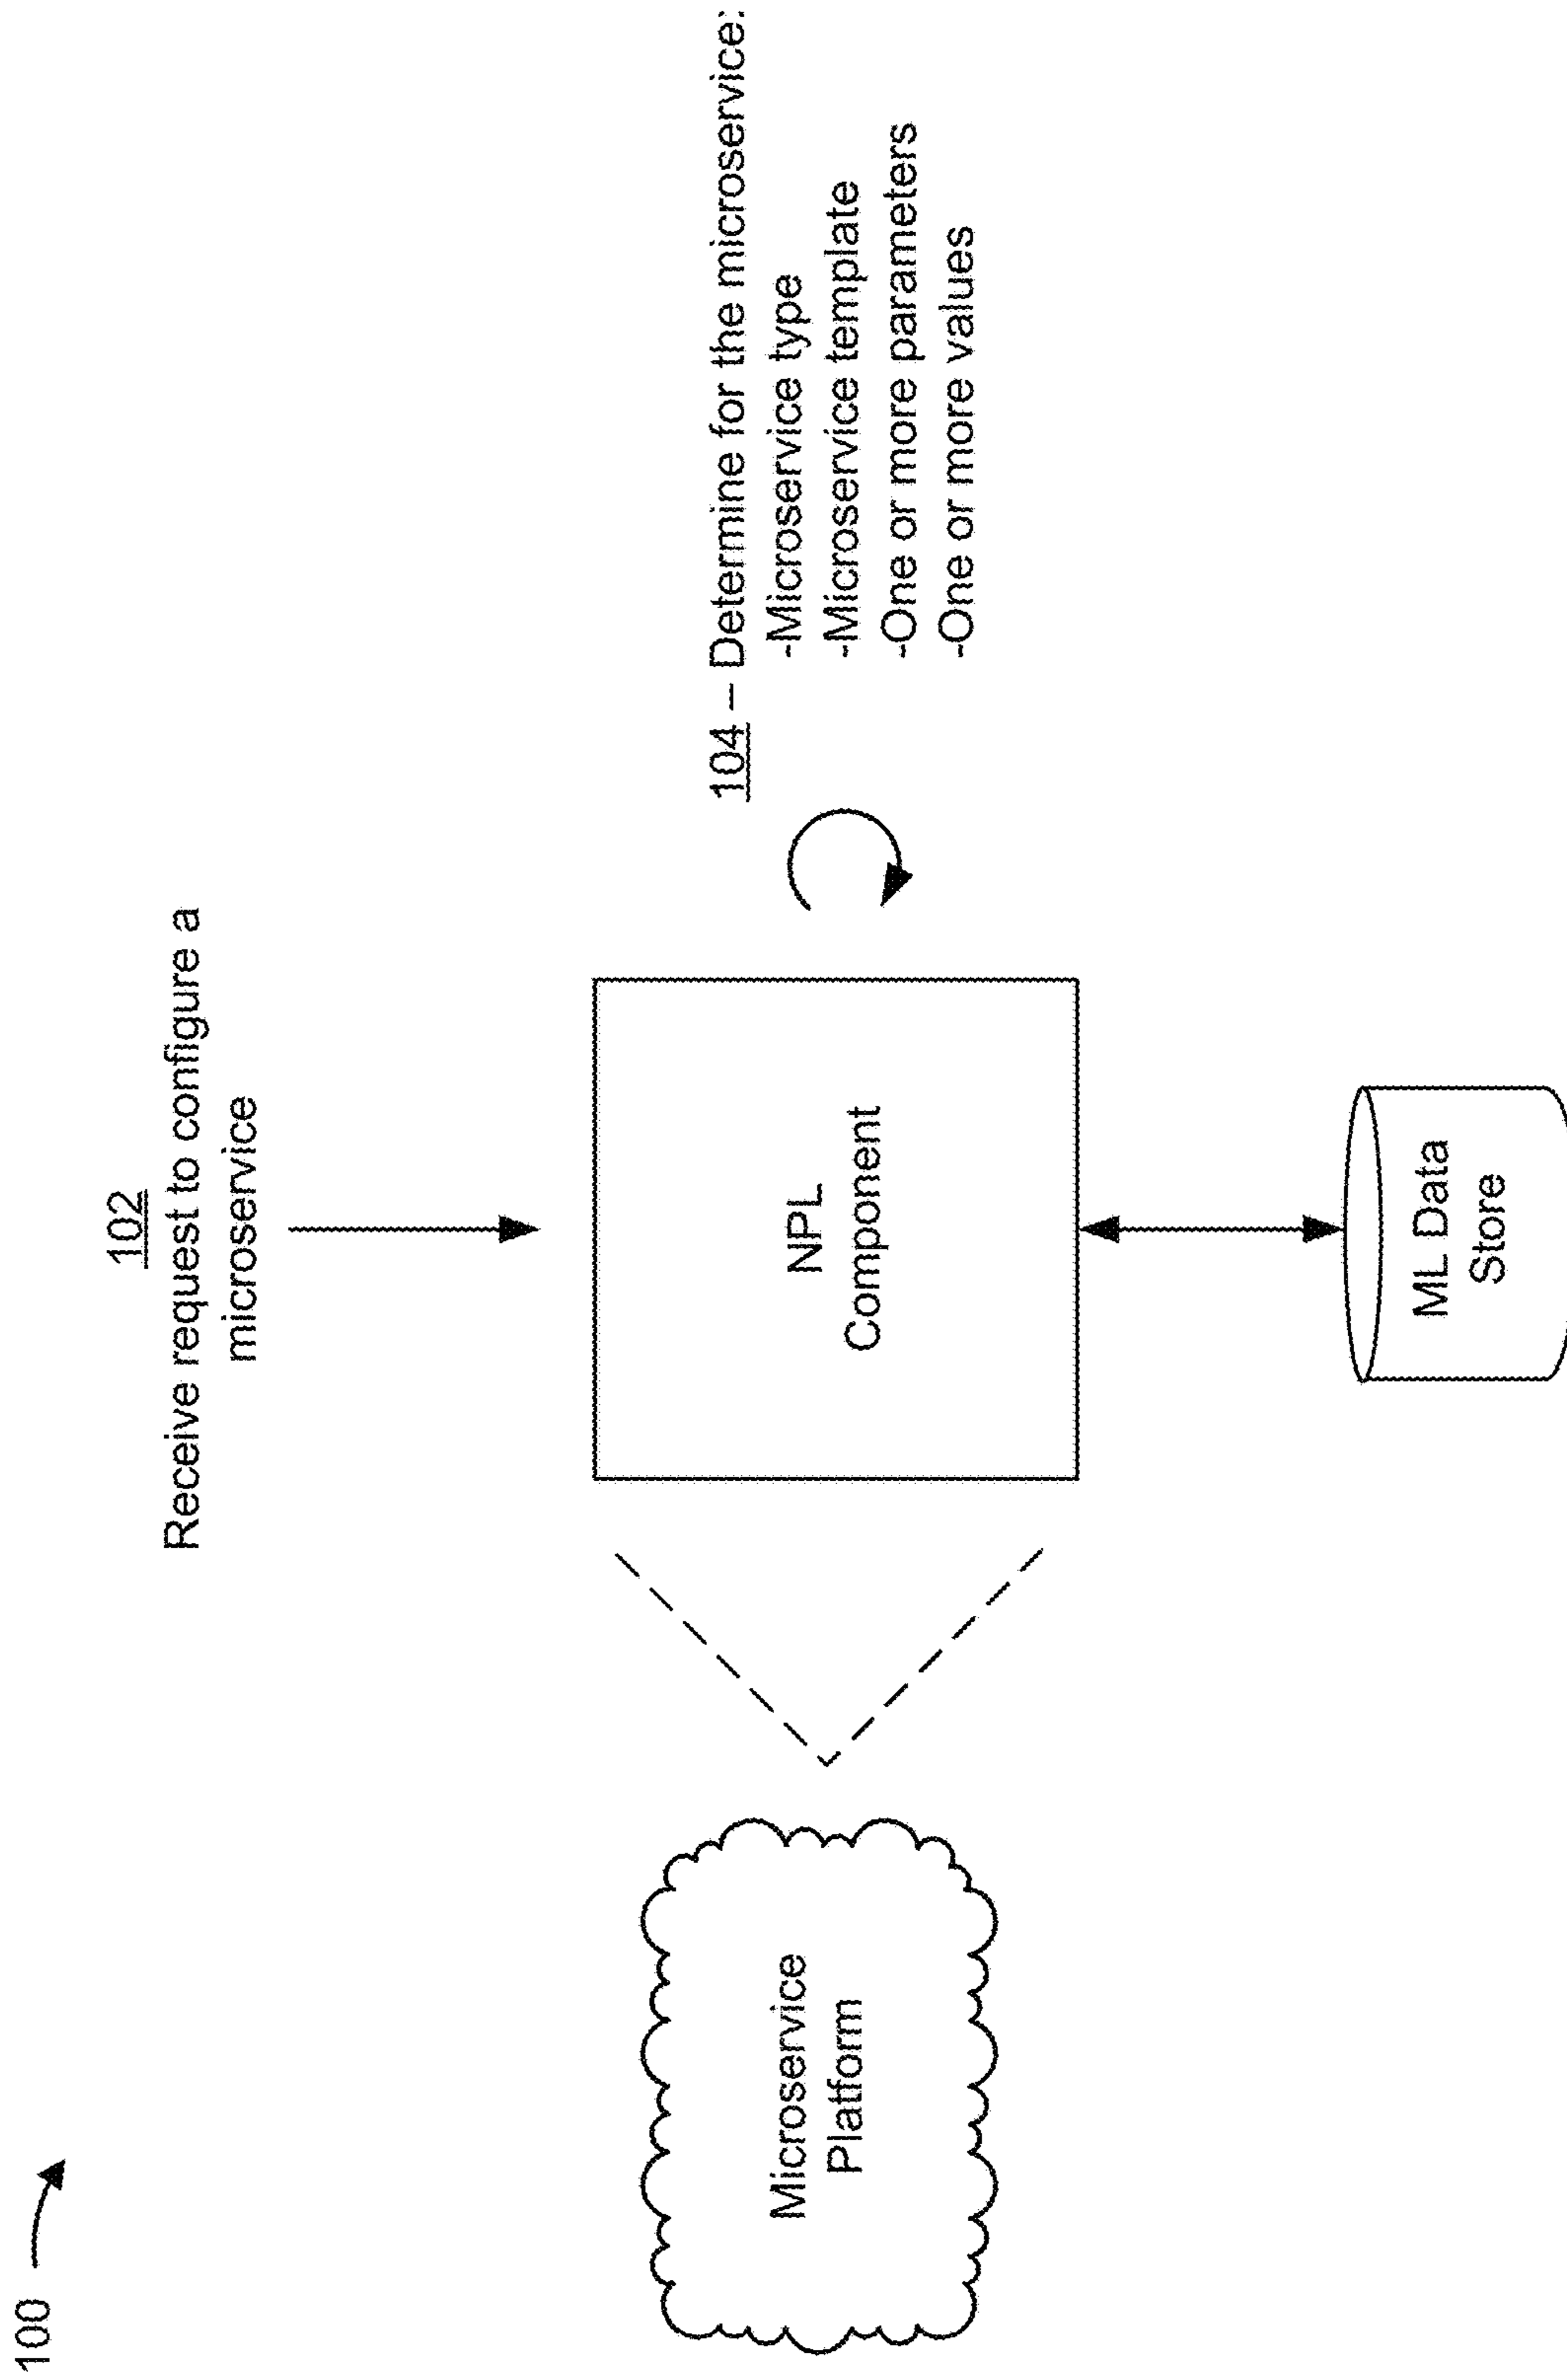 100
102
Receive request to configure a
microservice
104 – Determine for the microservice:
-Microservice type
-Microservice template
-One or more parameters
-One or more values
Microservice
Platform
NPL
Component
ML Data
Store